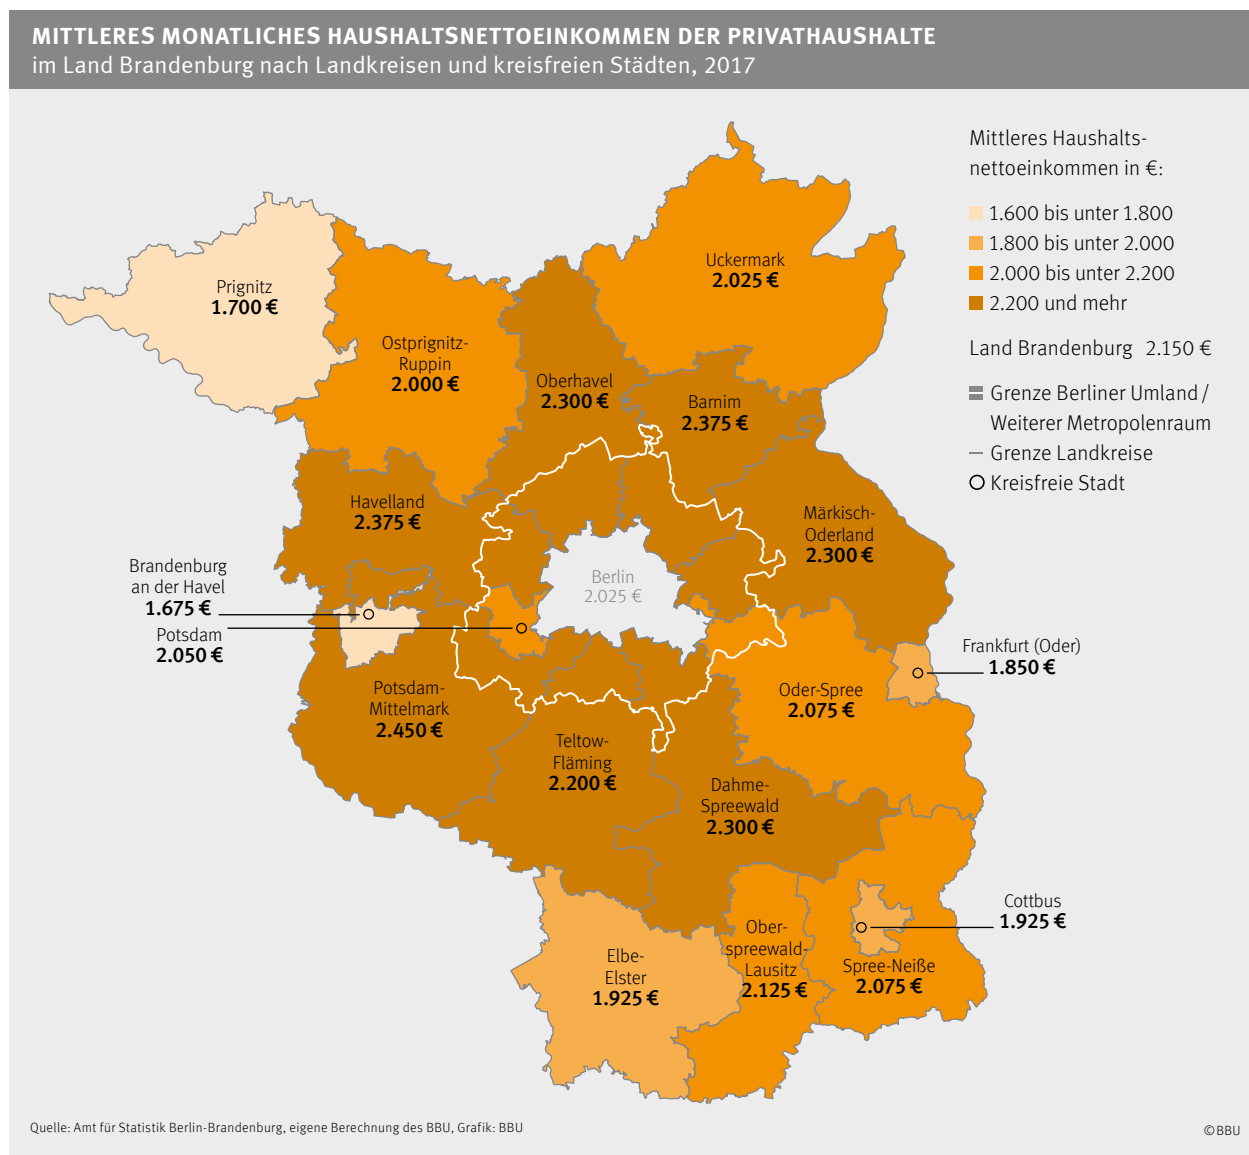 MITTLERES MONATLICHES HAUSHALTSNETTOEINKOMMEN DER PRIVATHAUSHALTE
im Land Brandenburg nach Landkreisen und kreisfreien Städten, 2017
Mittleres Haushalts-
nettoeinkommen in €:
1.600 bis unter 1.800
1.800 bis unter 2.000
2.000 bis unter 2.200
2.200 und mehr
Land Brandenburg 2.150 €
Grenze Berliner Umland /
Weiterer Metropolenraum
Grenze Landkreise
Kreisfreie Stadt
Prignitz
1.700 €
Ostprignitz-
Ruppin
2.000 €
Oberhavel
2.300 €
Uckermark
2.025 €
Barnim
2.375 €
Havelland
2.375 €
Märkisch-
Oderland
2.300 €
Berlin
2.025 €
Brandenburg
an der Havel
1.675 €
Potsdam
2.050 €
Frankfurt (Oder)
1.850 €
Potsdam-
Mittelmark
2.450 €
Oder-Spree
2.075 €
Teltow-
Fläming
2.200 €
Dahme-
Spreewald
2.300 €
Cottbus
1.925 €
Elbe-
Elster
1.925 €
Ober-
spreewald-
Lausitz
2.125 €
Spree-Neiße
2.075 €
Quelle: Amt für Statistik Berlin-Brandenburg, eigene Berechnung des BBU, Grafik: BBU
© BBU